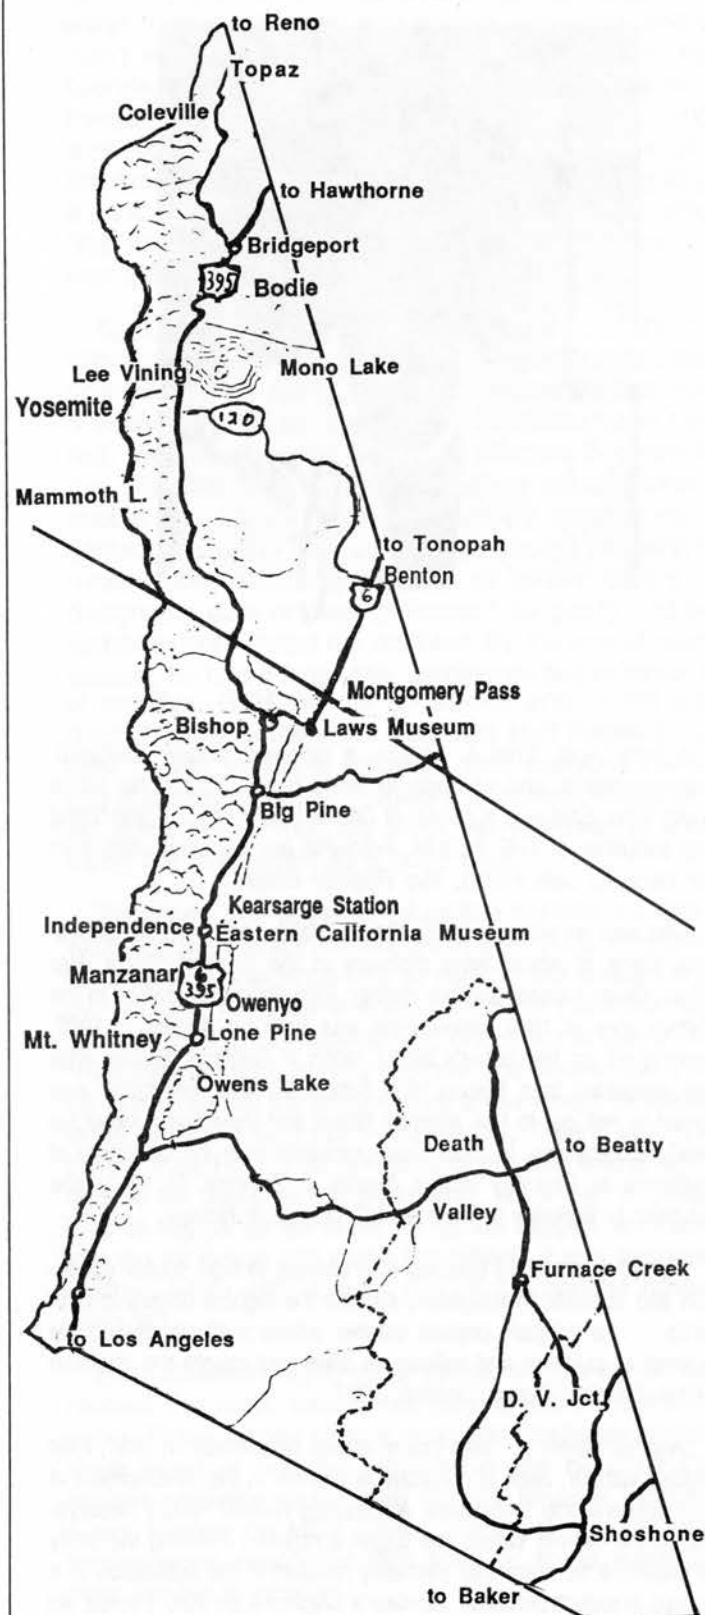 to Reno
Topaz
Coleville
to Hawthorne
Bridgeport
395
Bodie
Lee Vining
Mono Lake
Yosemite
120
Mammoth L.
to Tonopah
Benton
6
Montgomery Pass
Bishop
Laws Museum
Big Pine
Kearsarge Station
Independence
Eastern California Museum
Manzanar
6
395
Owenyo
Mt. Whitney
Lone Pine
Owens Lake
Death
to Beatty
Valley
Furnace Creek
to Los Angeles
D. V. Jct.
Shoshone
to Baker